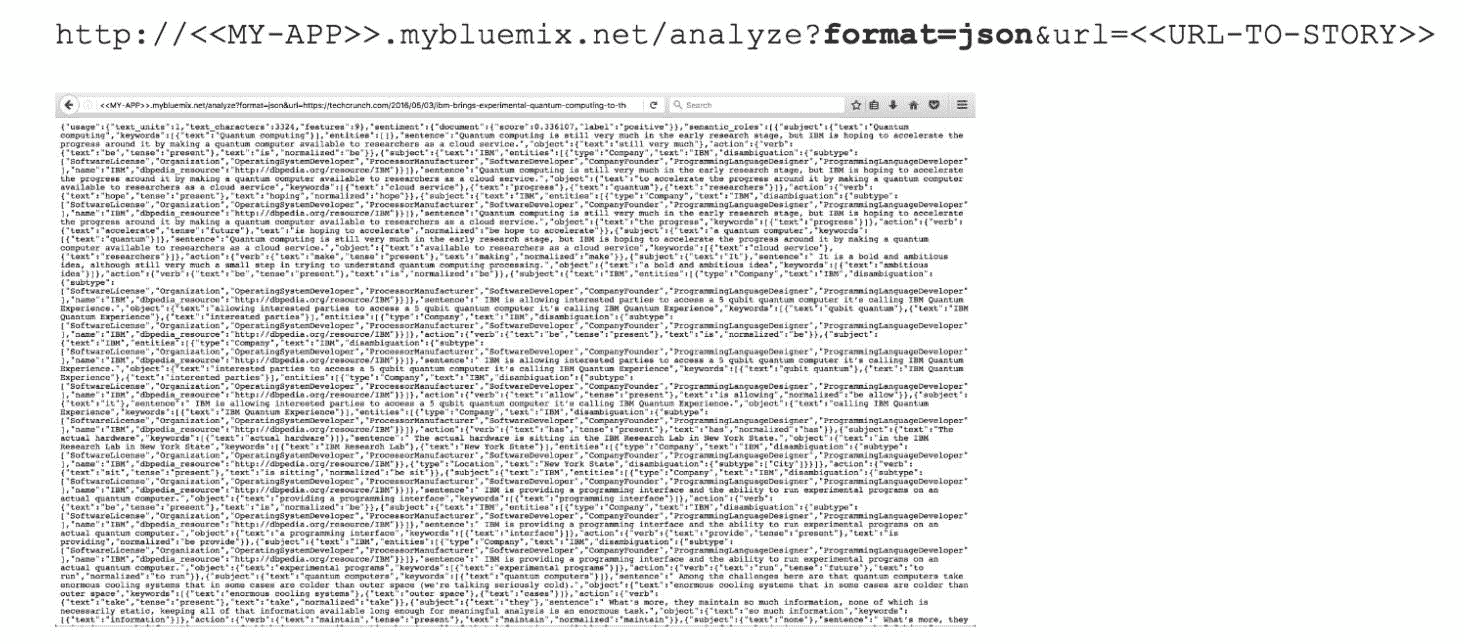 http://<<MY-APP>>.mybluemix.net/analyze?format=json&url=<<URL-TO-STORY>>
<<MY-APP>>.mybluemix.net/analyze?format=json&url=https://techcrunch.com/2016/05/03/ibm-brings-experimental-quantum-computing-to-th
Search
{"usage":{"text_units":1,"text_characters":3324,"features":9},"sentiment":{"document":{"score":0.336107,"label":"positive"}},"semantic_roles":[{"subject":{"text":"Quantum
computing","keywords":[{"text":"Quantum computing"}],"entities":[]},"sentence":"Quantum computing is still very much in the early research stage, but IBM is hoping to accelerate the
progress around it by making a quantum computer available to researchers as a cloud service.","object":{"text":"still very much"},"action":{"verb":
{"text":"be","tense":"present"},"text":"is","normalized":"be"}},{"subject":{"text":"IBM","entities":[{"type":"Company","text":"IBM","disambiguation":{"subtype":
["SoftwareLicense","Organization","OperatingSystemDeveloper","ProcessorManufacturer","SoftwareDeveloper","CompanyFounder","ProgrammingLanguageDesigner","ProgrammingLanguageDeveloper"
],"name":"IBM","dbpedia_resource":"http://dbpedia.org/resource/IBM"}}]},"sentence":"Quantum computing is still very much in the early research stage, but IBM is hoping to accelerate
the progress around it by making a quantum computer available to researchers as a cloud service.","object":{"text":"to accelerate the progress around it by making a quantum computer
available to researchers as a cloud service","keywords":[{"text":"cloud service"},{"text":"progress"},{"text":"quantum"},{"text":"researchers"}]},"action":{"verb":
{"text":"hope","tense":"present"},"text":"hoping","normalized":"hope"}},{"subject":{"text":"IBM","entities":[{"type":"Company","text":"IBM","disambiguation":{"subtype":
["SoftwareLicense","Organization","OperatingSystemDeveloper","ProcessorManufacturer","SoftwareDeveloper","CompanyFounder","ProgrammingLanguageDesigner","ProgrammingLanguageDeveloper"
],"name":"IBM","dbpedia_resource":"http://dbpedia.org/resource/IBM"}}]},"sentence":"Quantum computing is still very much in the early research stage, but IBM is hoping to accelerate
the progress around it by making a quantum computer available to researchers as a cloud service.","object":{"text":"the progress","keywords":[{"text":"progress"}]},"action":{"verb":
{"text":"accelerate","tense":"future"},"text":"is hoping to accelerate","normalized":"be hope to accelerate"}},{"subject":{"text":"a quantum computer","keywords":
[{"text":"quantum"}]},"sentence":"Quantum computing is still very much in the early research stage, but IBM is hoping to accelerate the progress around it by making a quantum
computer available to researchers as a cloud service.","object":{"text":"available to researchers as a cloud service","keywords":[{"text":"cloud service"},
{"text":"researchers"}]},"action":{"verb":{"text":"make","tense":"present"},"text":"making","normalized":"make"}},{"subject":{"text":"It"},"sentence":" It is a bold and ambitious
idea, although still very much a small step in trying to understand quantum computing processing.","object":{"text":"a bold and ambitious idea","keywords":[{"text":"ambitious
idea"}]},"action":{"verb":{"text":"be","tense":"present"},"text":"is","normalized":"be"}},{"subject":{"text":"IBM","entities":[{"type":"Company","text":"IBM","disambiguation":
{"subtype":
["SoftwareLicense","Organization","OperatingSystemDeveloper","ProcessorManufacturer","SoftwareDeveloper","CompanyFounder","ProgrammingLanguageDesigner","ProgrammingLanguageDeveloper"
],"name":"IBM","dbpedia_resource":"http://dbpedia.org/resource/IBM"}}]},"sentence":" IBM is allowing interested parties to access a 5 qubit quantum computer it's calling IBM Quantum
Experience.","object":{"text":"allowing interested parties to access a 5 qubit quantum computer it's calling IBM Quantum Experience","keywords":[{"text":"qubit quantum"},{"text":"IBM
Quantum Experience"},{"text":"interested parties"}],"entities":[{"type":"Company","text":"IBM","disambiguation":{"subtype":
["SoftwareLicense","Organization","OperatingSystemDeveloper","ProcessorManufacturer","SoftwareDeveloper","CompanyFounder","ProgrammingLanguageDesigner","ProgrammingLanguageDeveloper"
],"name":"IBM","dbpedia_resource":"http://dbpedia.org/resource/IBM"}}]},"action":{"verb":{"text":"be","tense":"present"},"text":"is","normalized":"be"}},{"subject":
{"text":"IBM","entities":[{"type":"Company","text":"IBM","disambiguation":{"subtype":
["SoftwareLicense","Organization","OperatingSystemDeveloper","ProcessorManufacturer","SoftwareDeveloper","CompanyFounder","ProgrammingLanguageDesigner","ProgrammingLanguageDeveloper"
],"name":"IBM","dbpedia_resource":"http://dbpedia.org/resource/IBM"}}]},"sentence":" IBM is allowing interested parties to access a 5 qubit quantum computer it's calling IBM Quantum
Experience.","object":{"text":"interested parties to access a 5 qubit quantum computer it's calling IBM Quantum Experience","keywords":[{"text":"qubit quantum"},{"text":"IBM Quantum
Experience"},{"text":"interested parties"}],"entities":[{"type":"Company","text":"IBM","disambiguation":{"subtype":
["SoftwareLicense","Organization","OperatingSystemDeveloper","ProcessorManufacturer","SoftwareDeveloper","CompanyFounder","ProgrammingLanguageDesigner","ProgrammingLanguageDeveloper"
],"name":"IBM","dbpedia_resource":"http://dbpedia.org/resource/IBM"}}]},"action":{"verb":{"text":"allow","tense":"present"},"text":"is allowing","normalized":"be allow"}},{"subject":
{"text":"it"},"sentence":" IBM is allowing interested parties to access a 5 qubit quantum computer it's calling IBM Quantum Experience.","object":{"text":"calling IBM Quantum
Experience","keywords":[{"text":"IBM Quantum Experience"}],"entities":[{"type":"Company","text":"IBM","disambiguation":{"subtype":
["SoftwareLicense","Organization","OperatingSystemDeveloper","ProcessorManufacturer","SoftwareDeveloper","CompanyFounder","ProgrammingLanguageDesigner","ProgrammingLanguageDeveloper"
],"name":"IBM","dbpedia_resource":"http://dbpedia.org/resource/IBM"}}]},"action":{"verb":{"text":"has","tense":"present"},"text":"has","normalized":"has"}},{"subject":{"text":"The
actual hardware","keywords":[{"text":"actual hardware"}]},"sentence":" The actual hardware is sitting in the IBM Research Lab in New York State.","object":{"text":"in the IBM
Research Lab in New York State","keywords":[{"text":"IBM Research Lab"},{"text":"New York State"}],"entities":[{"type":"Company","text":"IBM","disambiguation":{"subtype":
["SoftwareLicense","Organization","OperatingSystemDeveloper","ProcessorManufacturer","SoftwareDeveloper","CompanyFounder","ProgrammingLanguageDesigner","ProgrammingLanguageDeveloper"
],"name":"IBM","dbpedia_resource":"http://dbpedia.org/resource/IBM"}},{"type":"Location","text":"New York State","disambiguation":{"subtype":["City"]}}]},"action":{"verb":
{"text":"sit","tense":"present"},"text":"is sitting","normalized":"be sit"}},{"subject":{"text":"IBM","entities":[{"type":"Company","text":"IBM","disambiguation":{"subtype":
["SoftwareLicense","Organization","OperatingSystemDeveloper","ProcessorManufacturer","SoftwareDeveloper","CompanyFounder","ProgrammingLanguageDesigner","ProgrammingLanguageDeveloper"
],"name":"IBM","dbpedia_resource":"http://dbpedia.org/resource/IBM"}}]},"sentence":" IBM is providing a programming interface and the ability to run experimental programs on an
actual quantum computer.","object":{"text":"providing a programming interface","keywords":[{"text":"programming interface"}]},"action":{"verb":
{"text":"be","tense":"present"},"text":"is","normalized":"be"}},{"subject":{"text":"IBM","entities":[{"type":"Company","text":"IBM","disambiguation":{"subtype":
["SoftwareLicense","Organization","OperatingSystemDeveloper","ProcessorManufacturer","SoftwareDeveloper","CompanyFounder","ProgrammingLanguageDesigner","ProgrammingLanguageDeveloper"
],"name":"IBM","dbpedia_resource":"http://dbpedia.org/resource/IBM"}}]},"sentence":" IBM is providing a programming interface and the ability to run experimental programs on an
actual quantum computer.","object":{"text":"a programming interface","keywords":[{"text":"interface"}]},"action":{"verb":{"text":"provide","tense":"present"},"text":"is
providing","normalized":"be provide"}},{"subject":{"text":"IBM","entities":[{"type":"Company","text":"IBM","disambiguation":{"subtype":
["SoftwareLicense","Organization","OperatingSystemDeveloper","ProcessorManufacturer","SoftwareDeveloper","CompanyFounder","ProgrammingLanguageDesigner","ProgrammingLanguageDeveloper"
],"name":"IBM","dbpedia_resource":"http://dbpedia.org/resource/IBM"}}]},"sentence":" IBM is providing a programming interface and the ability to run experimental programs on an
actual quantum computer.","object":{"text":"experimental programs","keywords":[{"text":"experimental programs"}]},"action":{"verb":{"text":"run","tense":"future"},"text":"to
run","normalized":"to run"}},{"subject":{"text":"quantum computers","keywords":[{"text":"quantum computers"}]},"sentence":" Among the challenges here are that quantum computers take
enormous cooling systems that in some cases are colder than outer space (we're talking seriously cold).","object":{"text":"enormous cooling systems that in some cases are colder than
outer space","keywords":[{"text":"enormous cooling systems"},{"text":"outer space"},{"text":"cases"}]},"action":{"verb":
{"text":"take","tense":"present"},"text":"take","normalized":"take"}},{"subject":{"text":"they"},"sentence":" What's more, they maintain so much information, none of which is
necessarily static, keeping all of that information available long enough for meaningful analysis is an enormous task.","object":{"text":"so much information","keywords":
[{"text":"information"}]},"action":{"verb":{"text":"maintain","tense":"present"},"text":"maintain","normalized":"maintain"}},{"subject":{"text":"none"},"sentence":" What's more, they